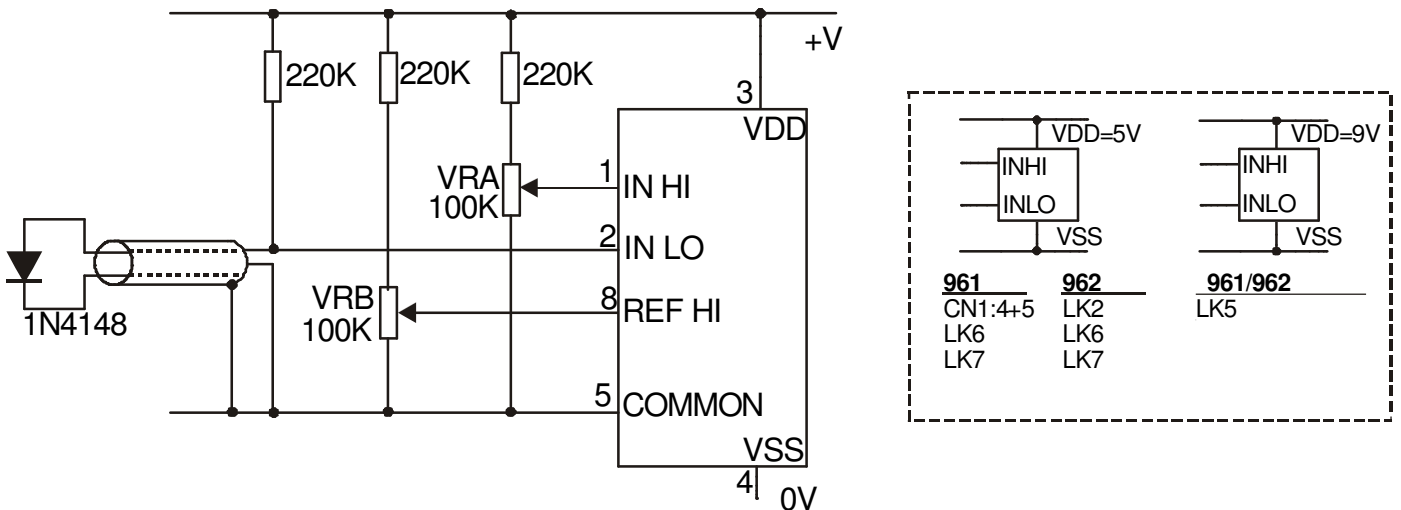 +V
220K
220K
220K
3
VDD
VRA
100K
1
IN HI
2
IN LO
1N4148
VRB
100K
8
REF HI
5
COMMON
VSS
4
0V
VDD=5V
INHI
INLO
VSS
VDD=9V
INHI
INLO
VSS
961
CN1:4+5
LK6
LK7
962
LK2
LK6
LK7
961/962
LK5